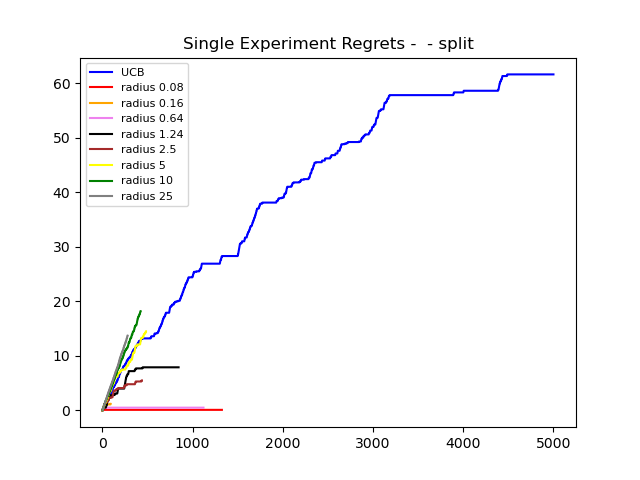 Single Experiment Regrets -  - split
UCB
radius 0.08
radius 0.16
radius 0.64
radius 1.24
radius 2.5
radius 5
radius 10
radius 25
60
50
40
30
20
10
0
0 1000 2000 3000 4000 5000